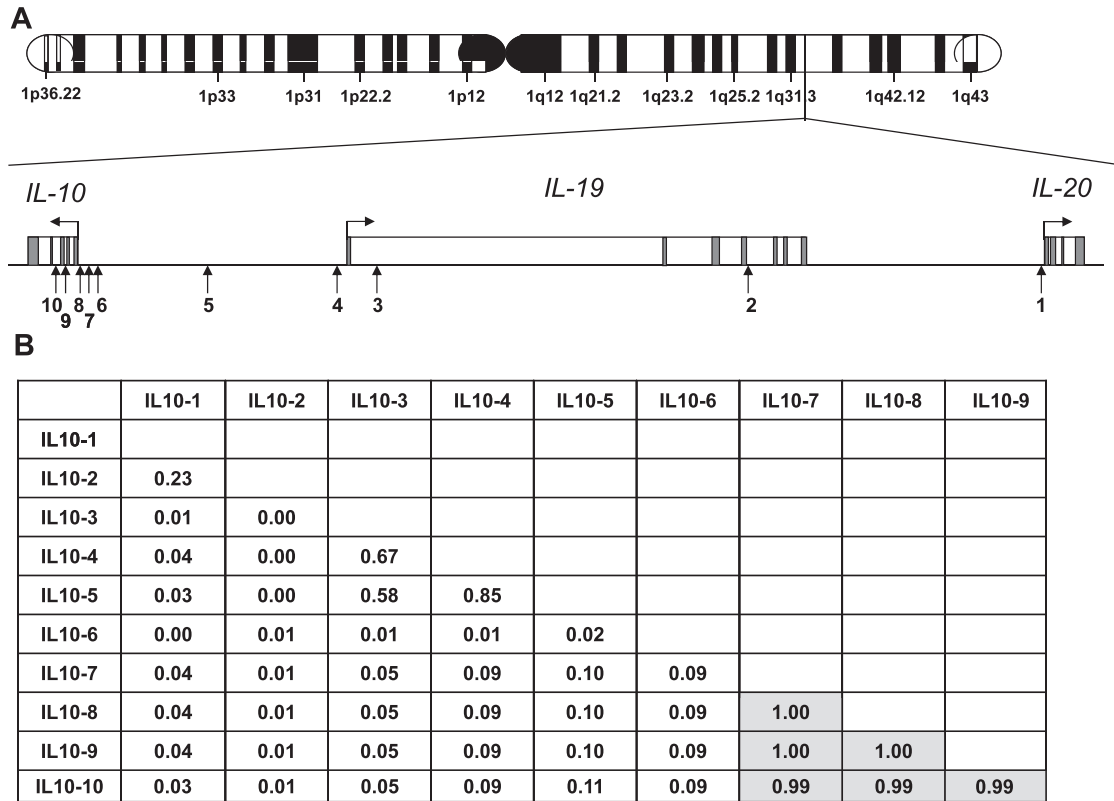 A
1p36.22 1p33 1p31 1p22.2 1p12 1q12 1q21.2 1q23.2 1q25.2 1q31.3 1q42.12 1q43
IL-10 IL-19 IL-20
10 9 8 7 6 5 4 3 2 1
B
IL10-1 IL10-2 IL10-3 IL10-4 IL10-5 IL10-6 IL10-7 IL10-8 IL10-9
IL10-1
IL10-2 0.23
IL10-3 0.01 0.00
IL10-4 0.04 0.00 0.67
IL10-5 0.03 0.00 0.58 0.85
IL10-6 0.00 0.01 0.01 0.01 0.02
IL10-7 0.04 0.01 0.05 0.09 0.10 0.09
IL10-8 0.04 0.01 0.05 0.09 0.10 0.09 1.00
IL10-9 0.04 0.01 0.05 0.09 0.10 0.09 1.00 1.00
IL10-10 0.03 0.01 0.05 0.09 0.11 0.09 0.99 0.99 0.99